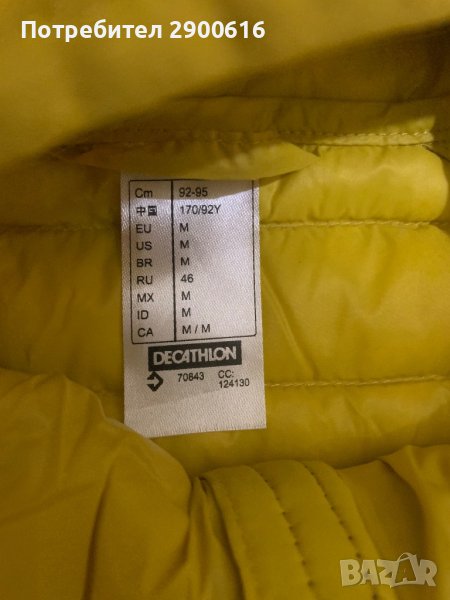 Потребител 2900616
Cm 92-95
中国 170/92Y
EU M
US M
BR M
RU 46
MX M
ID M
CA M / M
DECATHLON
70843 CC:
124130
BAZAR